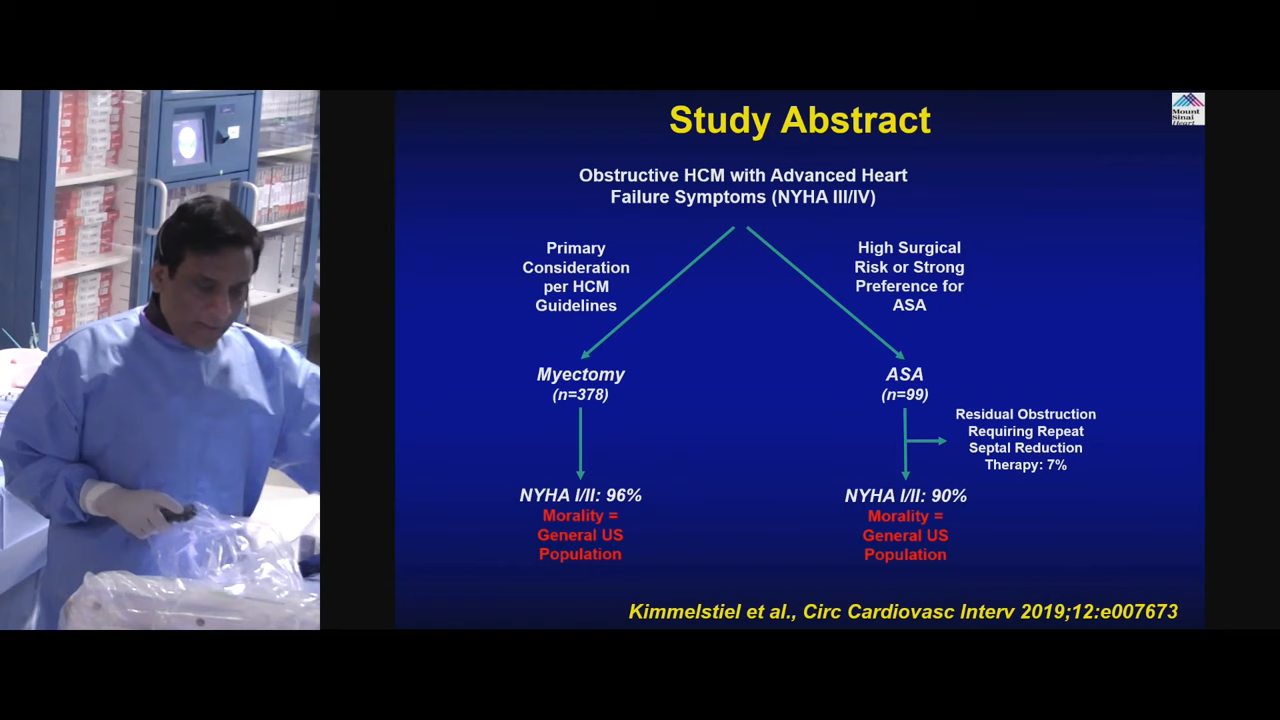 Study Abstract
Mount
Sinai
Heart
Obstructive HCM with Advanced Heart
Failure Symptoms (NYHA III/IV)
Primary
Consideration
per HCM
Guidelines
High Surgical
Risk or Strong
Preference for
ASA
Myectomy
(n=378)
ASA
(n=99)
Residual Obstruction
Requiring Repeat
Septal Reduction
Therapy: 7%
NYHA I/II: 96%
Morality =
General US
Population
NYHA I/II: 90%
Morality =
General US
Population
Kimmelstiel et al., Circ Cardiovasc Interv 2019;12:e007673